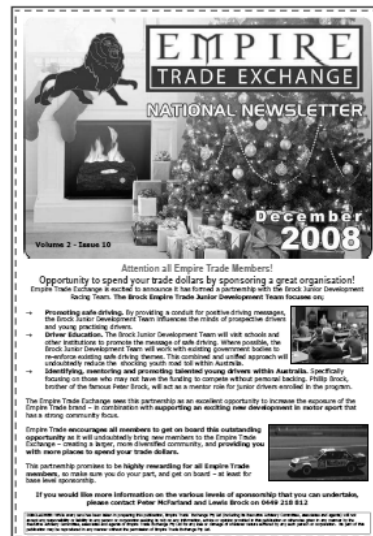 EMPIRE
TRADE EXCHANGE
NATIONAL NEWSLETTER
December
2008
Volume 2 - Issue 10
Attention all Empire Trade Members!
Opportunity to spend your trade dollars by sponsoring a great organisation!
Empire Trade Exchange is excited to announce it has formed a partnership with the Brock Junior Development
Racing Team. The Brock Empire Trade Junior Development Team focuses on;
→ Promoting safe driving. By providing a conduit for positive driving messages,
the Brock Junior Development Team influences the minds of prospective drivers
and young practising drivers.
→ Driver Education. The Brock Junior Development Team will visit schools and
other institutions to promote the message of safe driving. Where possible, the
Brock Junior Development Team will work with existing government bodies to
re-enforce existing safe driving themes. This combined and unified approach will
undoubtedly reduce the shocking youth road toll within Australia.
→ Identifying, mentoring and promoting talented young drivers within Australia. Specifically
focusing on those who may not have the funding to compete without personal backing. Phillip Brock,
brother of the famous Peter Brock, will act as a mentor role for junior drivers enrolled in the program.
The Empire Trade Exchange sees this partnership as an excellent opportunity to increase the exposure of the
Empire Trade brand – in combination with supporting an exciting new development in motor sport that
has a strong community focus.
Empire Trade encourages all members to get on board this outstanding
opportunity as it will undoubtedly bring new members to the Empire Trade
Exchange – creating a larger, more diversified community, and providing you
with more places to spend your trade dollars.
This partnership promises to be highly rewarding for all Empire Trade
members, so make sure you do your part, and get on board – at least for
base level sponsorship.
If you would like more information on the various levels of sponsorship that you can undertake,
please contact Peter McFarland and Lewis Brock on 0449 218 812